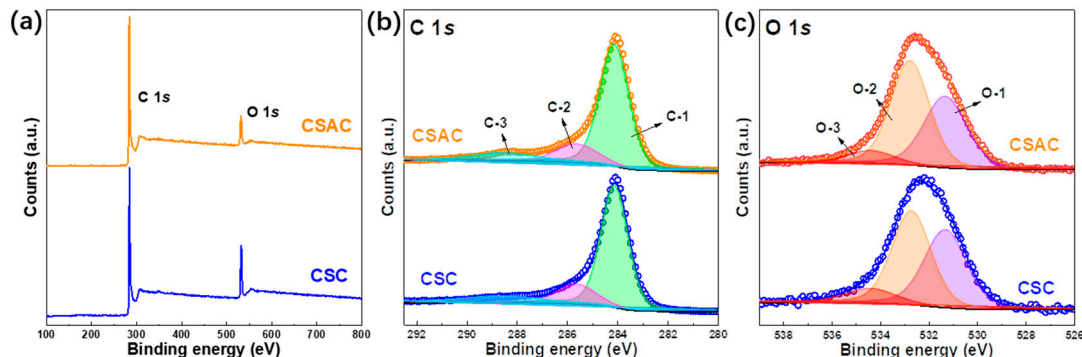 (a)
C 1s
O 1s
CSAC
CSC
Counts (a.u.)
100 200 300 400 500 600 700 800
Binding energy (eV)
(b) C 1s
C-3
C-2
C-1
CSAC
CSC
Counts (a.u.)
292 290 288 286 284 282 280
Binding energy (eV)
(c) O 1s
O-3
O-2
O-1
CSAC
CSC
Counts (a.u.)
538 536 534 532 530 528 526
Binding energy (eV)